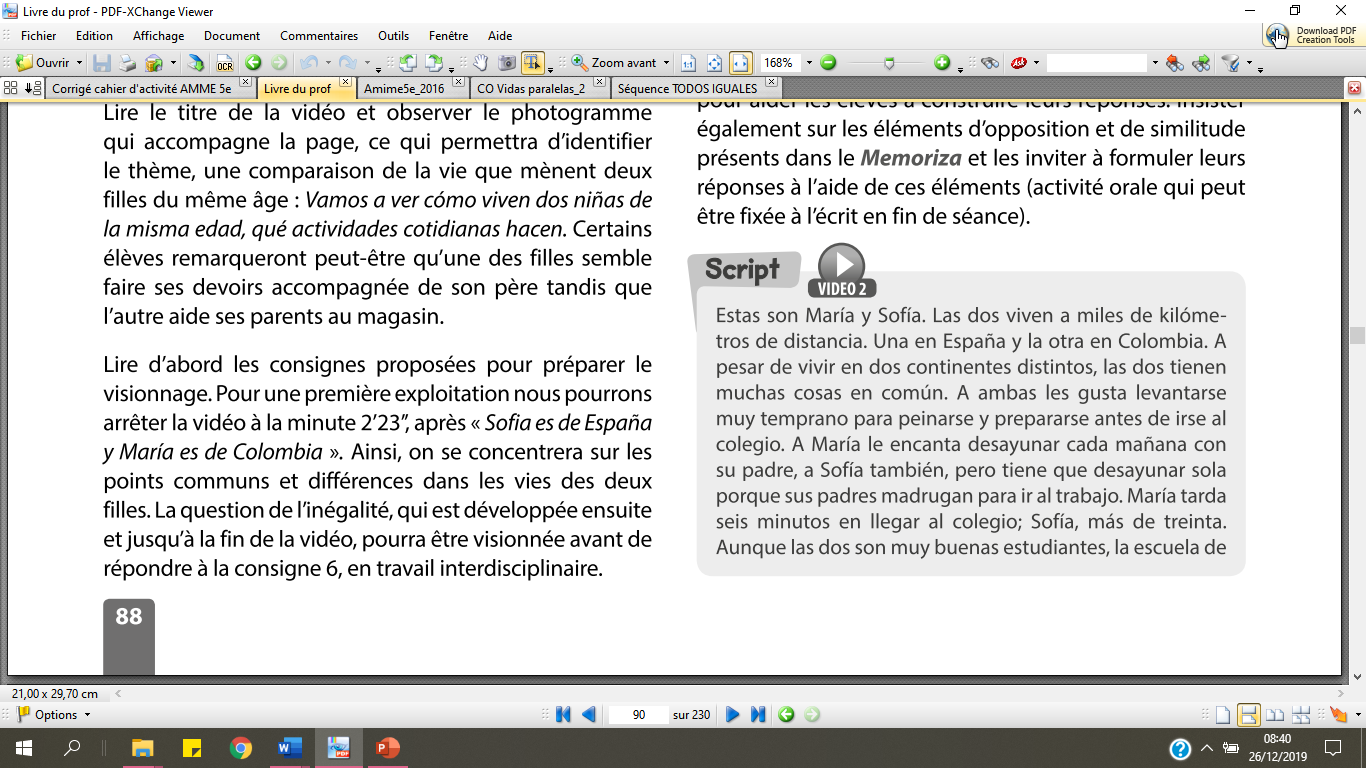 Livre du prof - PDF-XChange Viewer
Fichier Edition Affichage Document Commentaires Outils Fenêtre Aide
Download PDF
Creation Tools
Ouvrir OCR Zoom avant 168%
Corrigé cahier d'activité AMME 5e Livre du prof Amime5e_2016 CO Vidas paralelas_2 Séquence TODOS IGUALES
Lire le titre de la vidéo et observer le photogramme
qui accompagne la page, ce qui permettra d'identifier
le thème, une comparaison de la vie que mènent deux
filles du même âge : Vamos a ver cómo viven dos niñas de
la misma edad, qué actividades cotidianas hacen. Certains
élèves remarqueront peut-être qu'une des filles semble
faire ses devoirs accompagnée de son père tandis que
l'autre aide ses parents au magasin.
Lire d'abord les consignes proposées pour préparer le
visionnage. Pour une première exploitation nous pourrons
arrêter la vidéo à la minute 2'23'', après « Sofia es de España
y María es de Colombia ». Ainsi, on se concentrera sur les
points communs et différences dans les vies des deux
filles. La question de l'inégalité, qui est développée ensuite
et jusqu'à la fin de la vidéo, pourra être visionnée avant de
répondre à la consigne 6, en travail interdisciplinaire.
88
pour aider les élèves à construire leurs réponses. Insister
également sur les éléments d'opposition et de similitude
présents dans le Memoriza et les inviter à formuler leurs
réponses à l'aide de ces éléments (activité orale qui peut
être fixée à l'écrit en fin de séance).
Script
VIDEO 2
Estas son María y Sofía. Las dos viven a miles de kilóme-
tros de distancia. Una en España y la otra en Colombia. A
pesar de vivir en dos continentes distintos, las dos tienen
muchas cosas en común. A ambas les gusta levantarse
muy temprano para peinarse y prepararse antes de irse al
colegio. A María le encanta desayunar cada mañana con
su padre, a Sofía también, pero tiene que desayunar sola
porque sus padres madrugan para ir al trabajo. María tarda
seis minutos en llegar al colegio; Sofía, más de treinta.
Aunque las dos son muy buenas estudiantes, la escuela de
21,00 x 29,70 cm
Options 90 sur 230
08:40
26/12/2019